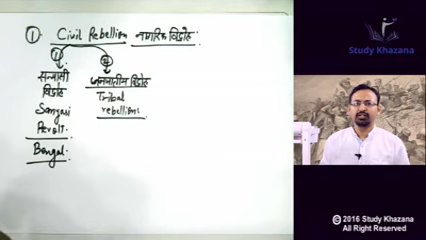 ① Civil Rebellion नागरिक विद्रोह.
① ②
सन्यासी
विद्रोह
Sanyasi
Revolt.
Bengal.
जनजातीय विद्रोह
Tribal
rebellions
Study Khazana
© 2016 Study Khazana
All Right Reserved